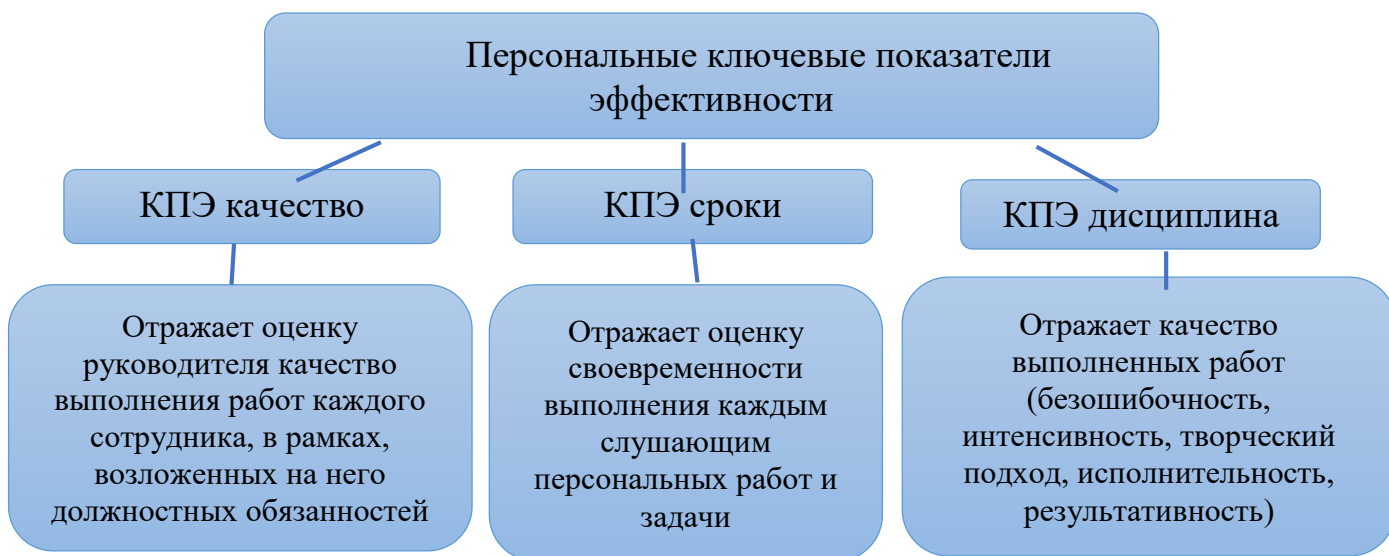 Персональные ключевые показатели
эффективности
КПЭ качество
КПЭ сроки
КПЭ дисциплина
Отражает оценку
руководителя качество
выполнения работ каждого
сотрудника, в рамках,
возложенных на него
должностных обязанностей
Отражает оценку
своевременности
выполнения каждым
слушающим
персональных работ и
задачи
Отражает качество
выполненных работ
(безошибочность,
интенсивность, творческий
подход, исполнительность,
результативность)